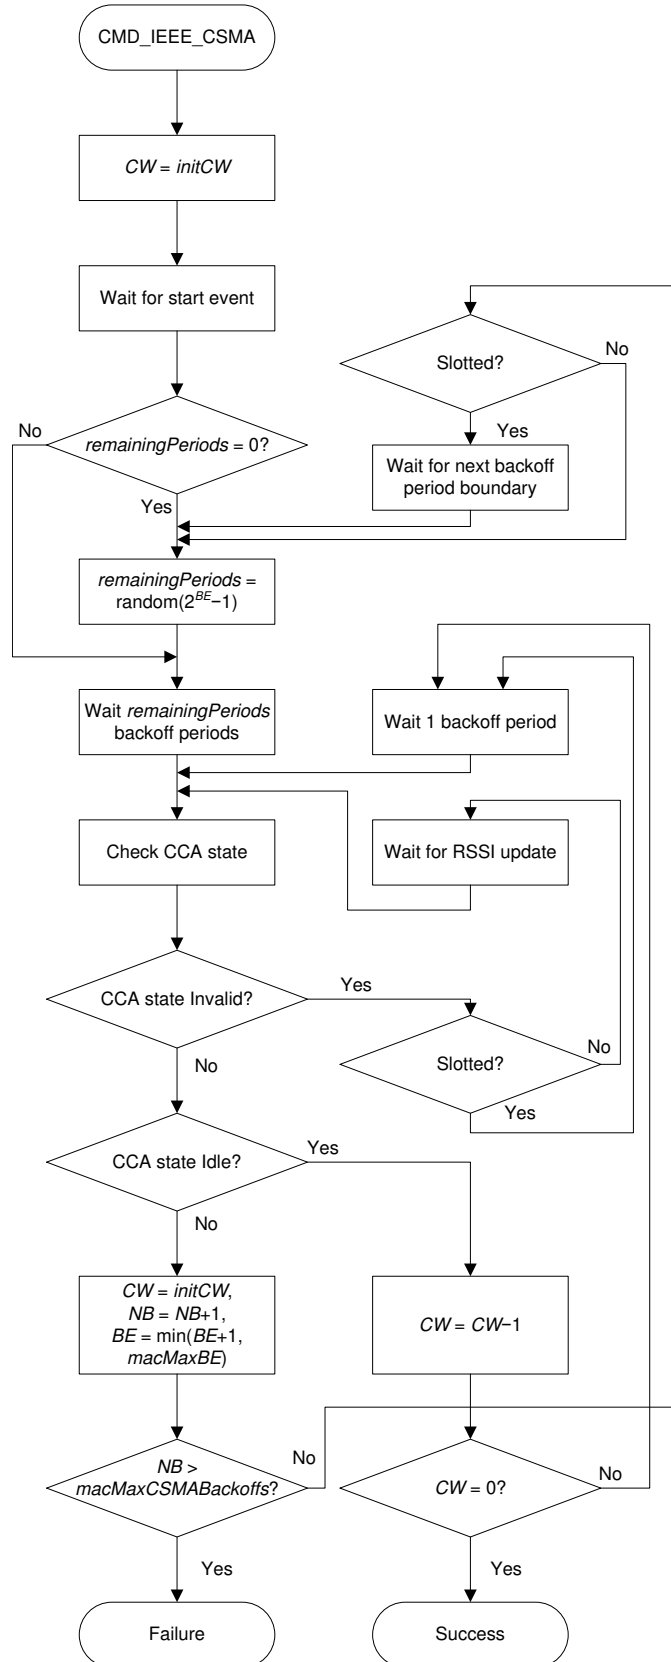 CMD_IEEE_CSMA
CW = initCW
Wait for start event
Slotted?
No
Yes
Wait for next backoff
period boundary
remainingPeriods = 0?
No
Yes
remainingPeriods =
random(2^BE−1)
Wait remainingPeriods
backoff periods
Wait 1 backoff period
Check CCA state
Wait for RSSI update
CCA state Invalid?
Yes
No
Slotted?
No
Yes
CCA state Idle?
Yes
No
CW = initCW,
NB = NB+1,
BE = min(BE+1,
macMaxBE)
CW = CW−1
NB >
macMaxCSMABackoffs?
No
Yes
CW = 0?
No
Yes
Failure
Success